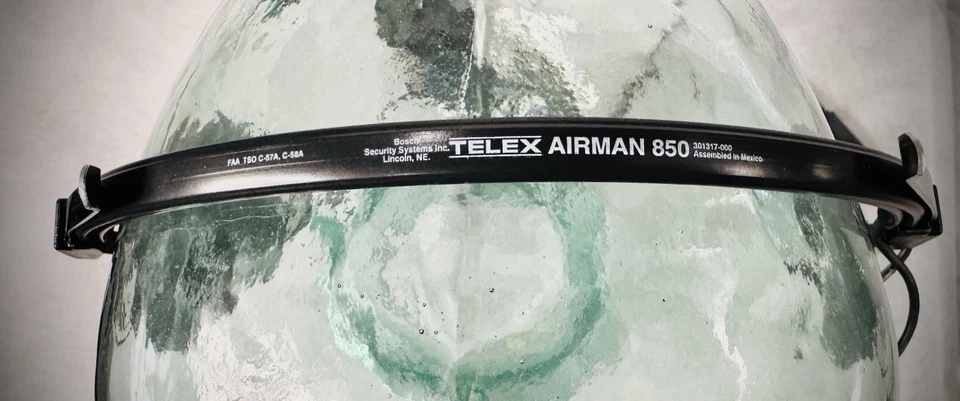 FAA TSO C-57A, C-58A
Bosch
Security Systems Inc.
Lincoln, NE.
TELEX AIRMAN 850
301317-000
Assembled in Mexico